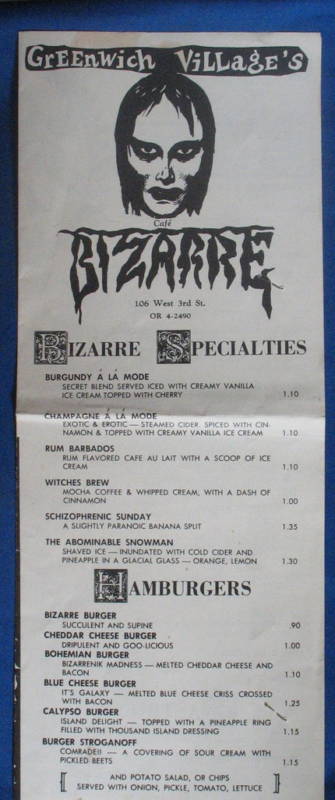 Greenwich Village's
Café
BIZARRE
106 West 3rd St.
OR 4-2490
BIZARRE SPECIALTIES
BURGUNDY Á LÁ MODE
SECRET BLEND SERVED ICED WITH CREAMY VANILLA
ICE CREAM TOPPED WITH CHERRY 1.10
CHAMPAGNE Á LÁ MODE
EXOTIC & EROTIC — STEAMED CIDER, SPICED WITH CIN-
NAMON & TOPPED WITH CREAMY VANILLA ICE CREAM 1.10
RUM BARBADOS
RUM FLAVORED CAFE AU LAIT WITH A SCOOP OF ICE
CREAM 1.10
WITCHES BREW
MOCHA COFFEE & WHIPPED CREAM, WITH A DASH OF
CINNAMON 1.00
SCHIZOPHRENIC SUNDAY
A SLIGHTLY PARANOIC BANANA SPLIT 1.35
THE ABOMINABLE SNOWMAN
SHAVED ICE — INUNDATED WITH COLD CIDER AND
PINEAPPLE IN A GLACIAL GLASS — ORANGE, LEMON 1.30
HAMBURGERS
BIZARRE BURGER
SUCCULENT AND SUPINE .90
CHEDDAR CHEESE BURGER
DRIPULENT AND GOO-LICIOUS 1.00
BOHEMIAN BURGER
BIZARRENIK MADNESS — MELTED CHEDDAR CHEESE AND
BACON 1.10
BLUE CHEESE BURGER
IT'S GALAXY — MELTED BLUE CHEESE CRISS CROSSED
WITH BACON 1.25
CALYPSO BURGER
ISLAND DELIGHT — TOPPED WITH A PINEAPPLE RING
FILLED WITH THOUSAND ISLAND DRESSING 1.15
BURGER STROGANOFF
COMRADE!! — A COVERING OF SOUR CREAM WITH
PICKLED BEETS 1.15
AND POTATO SALAD, OR CHIPS
SERVED WITH ONION, PICKLE, TOMATO, LETTUCE